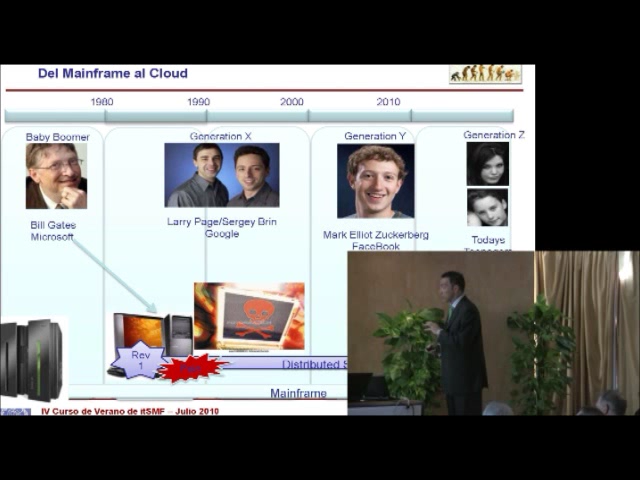 Del Mainframe al Cloud
1980 1990 2000 2010
Baby Boomer Generation X Generation Y Generation Z
Bill Gates
Microsoft
Larry Page/Sergey Brin
Google
Mark Elliot Zuckerberg
FaceBook
Todays
Rev
1
Distributed S
Mainframe
IV Curso de Verano de itSMF – Julio 2010